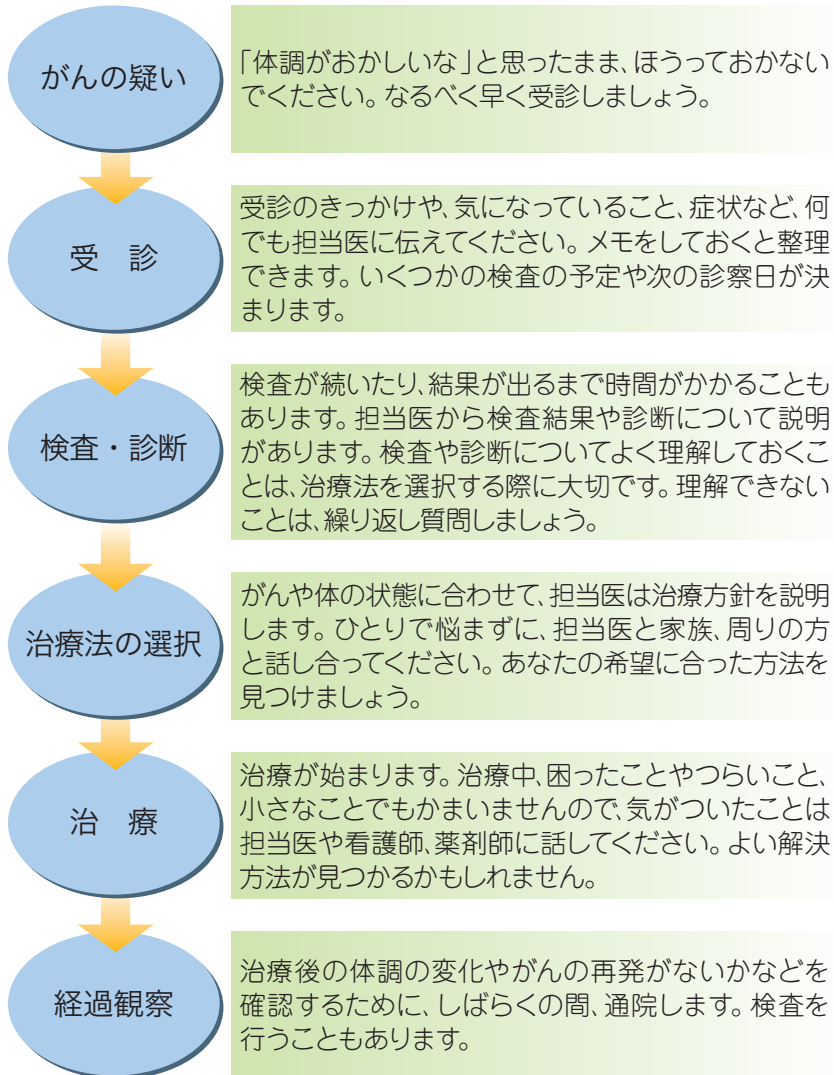 がんの疑い
「体調がおかしいな」と思ったまま、ほうっておかない
でください。なるべく早く受診しましょう。
受　診
受診のきっかけや、気になっていること、症状など、何
でも担当医に伝えてください。メモをしておくと整理
できます。いくつかの検査の予定や次の診察日が決
まります。
検査・診断
検査が続いたり、結果が出るまで時間がかかることも
あります。担当医から検査結果や診断について説明
があります。検査や診断についてよく理解しておくこ
とは、治療法を選択する際に大切です。理解できない
ことは、繰り返し質問しましょう。
治療法の選択
がんや体の状態に合わせて、担当医は治療方針を説明
します。ひとりで悩まずに、担当医と家族、周りの方
と話し合ってください。あなたの希望に合った方法を
見つけましょう。
治　療
治療が始まります。治療中、困ったことやつらいこと、
小さなことでもかまいませんので、気がついたことは
担当医や看護師、薬剤師に話してください。よい解決
方法が見つかるかもしれません。
経過観察
治療後の体調の変化やがんの再発がないかなどを
確認するために、しばらくの間、通院します。検査を
行うこともあります。